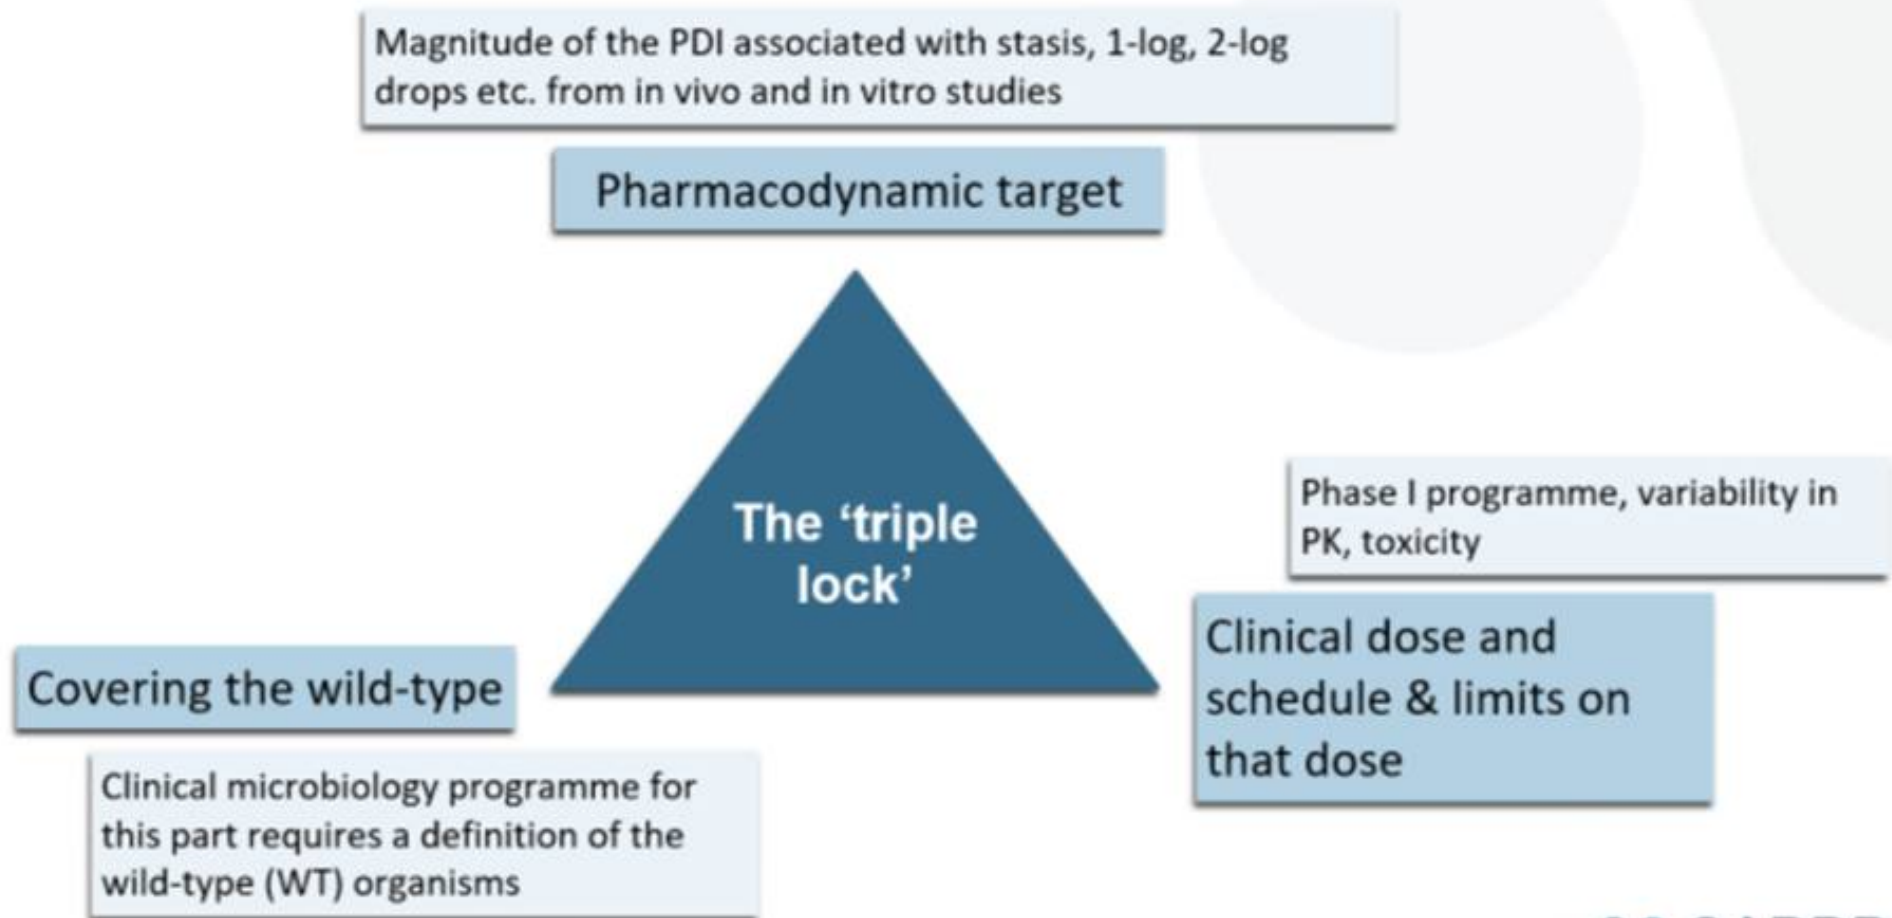 Magnitude of the PDI associated with stasis, 1-log, 2-log
drops etc. from in vivo and in vitro studies
Pharmacodynamic target
The ‘triple
lock’
Phase I programme, variability in
PK, toxicity
Clinical dose and
schedule & limits on
that dose
Covering the wild-type
Clinical microbiology programme for
this part requires a definition of the
wild-type (WT) organisms